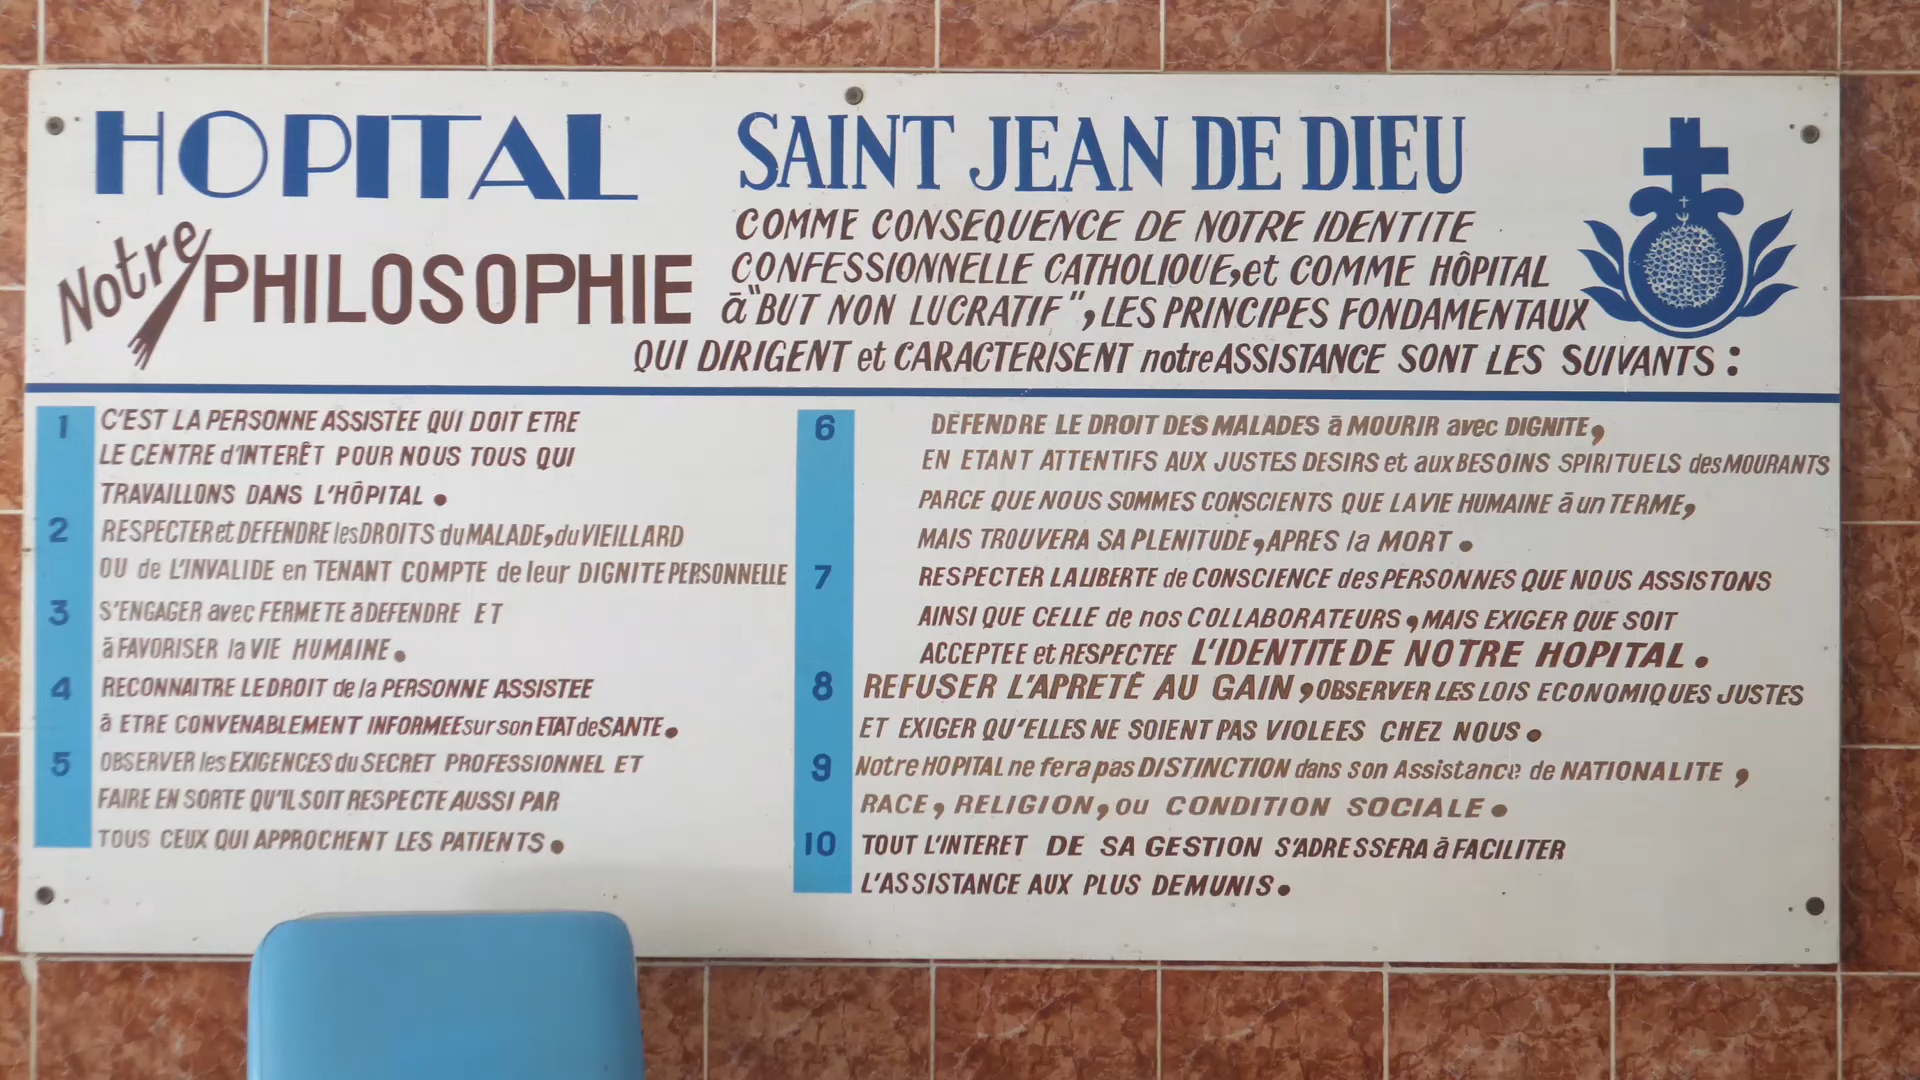 HOPITAL SAINT JEAN DE DIEU
Notre PHILOSOPHIE
COMME CONSEQUENCE DE NOTRE IDENTITE
CONFESSIONNELLE CATHOLIQUE, et COMME HÔPITAL
ā "BUT NON LUCRATIF", LES PRINCIPES FONDAMENTAUX
QUI DIRIGENT et CARACTERISENT notre ASSISTANCE SONT LES SUIVANTS :
1 C'EST LA PERSONNE ASSISTEE QUI DOIT ETRE
LE CENTRE d'INTERÊT POUR NOUS TOUS QUI
TRAVAILLONS DANS L'HÔPITAL.
2 RESPECTER et DEFENDRE les DROITS du MALADE, du VIEILLARD
OU de L'INVALIDE en TENANT COMPTE de leur DIGNITE PERSONNELLE
3 S'ENGAGER avec FERMETE ā DEFENDRE ET
ā FAVORISER la VIE HUMAINE.
4 RECONNAITRE LE DROIT de la PERSONNE ASSISTEE
ā ETRE CONVENABLEMENT INFORMEE sur son ETAT de SANTE.
5 OBSERVER les EXIGENCES du SECRET PROFESSIONNEL ET
FAIRE EN SORTE QU'IL SOIT RESPECTE AUSSI PAR
TOUS CEUX QUI APPROCHENT LES PATIENTS.
6 DEFENDRE LE DROIT DES MALADES ā MOURIR avec DIGNITE,
EN ETANT ATTENTIFS AUX JUSTES DESIRS et aux BESOINS SPIRITUELS des MOURANTS
PARCE QUE NOUS SOMMES CONSCIENTS QUE LA VIE HUMAINE ā un TERME,
MAIS TROUVERA SA PLENITUDE, APRES la MORT.
7 RESPECTER LA LIBERTE de CONSCIENCE des PERSONNES QUE NOUS ASSISTONS
AINSI QUE CELLE de nos COLLABORATEURS, MAIS EXIGER QUE SOIT
ACCEPTEE et RESPECTEE L'IDENTITE DE NOTRE HOPITAL.
8 REFUSER L'APRETÉ AU GAIN, OBSERVER LES LOIS ECONOMIQUES JUSTES
ET EXIGER QU'ELLES NE SOIENT PAS VIOLEES CHEZ NOUS.
9 Notre HOPITAL ne fera pas DISTINCTION dans son Assistance de NATIONALITE,
RACE, RELIGION, ou CONDITION SOCIALE.
10 TOUT L'INTERET DE SA GESTION S'ADRESSERA ā FACILITER
L'ASSISTANCE AUX PLUS DEMUNIS.